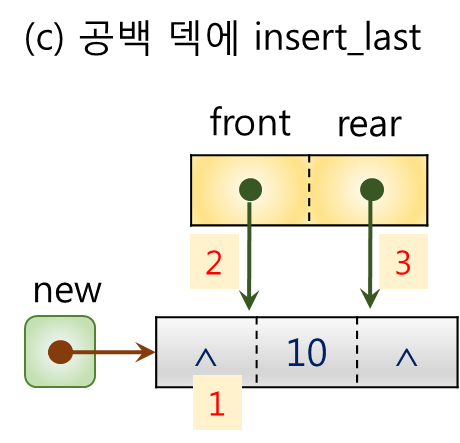 (c) 공백 덱에 insert_last
front rear
2 3
new
^ 10 ^
1